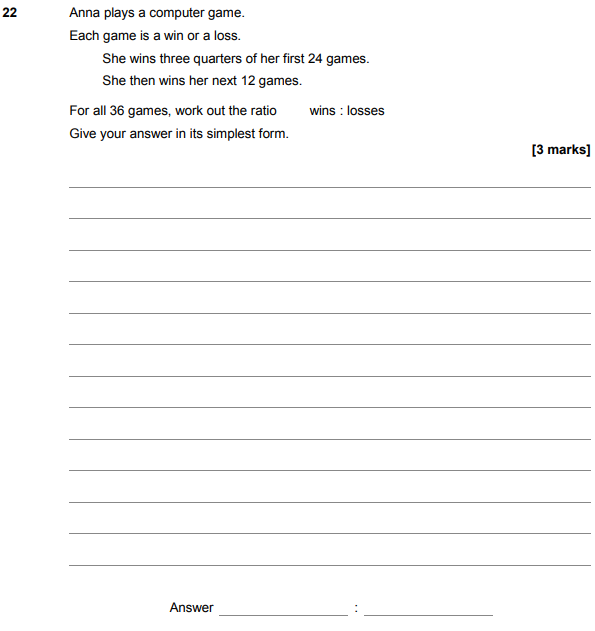 22 Anna plays a computer game.
Each game is a win or a loss.
She wins three quarters of her first 24 games.
She then wins her next 12 games.
For all 36 games, work out the ratio wins : losses
Give your answer in its simplest form.
[3 marks]
Answer :